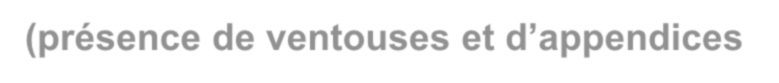 (présence de ventouses et d’appendices